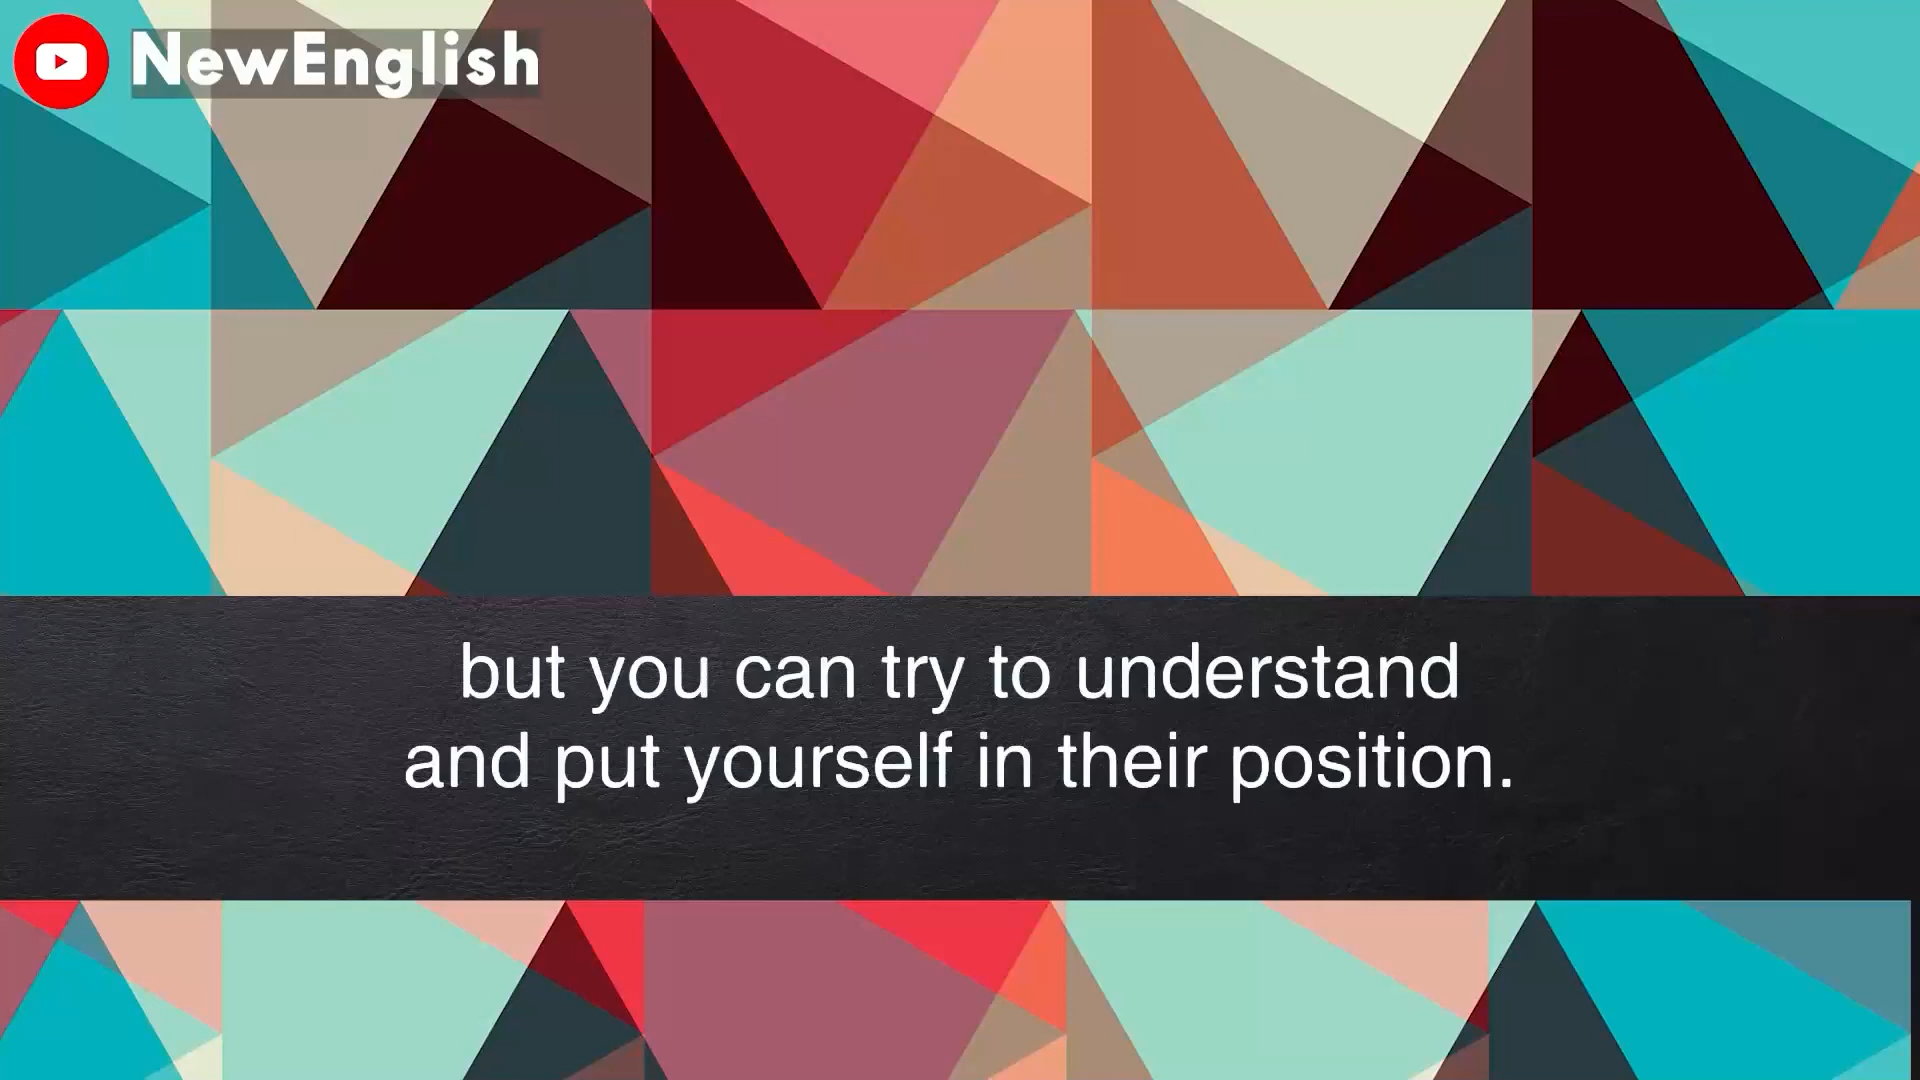 NewEnglish
but you can try to understand
and put yourself in their position.